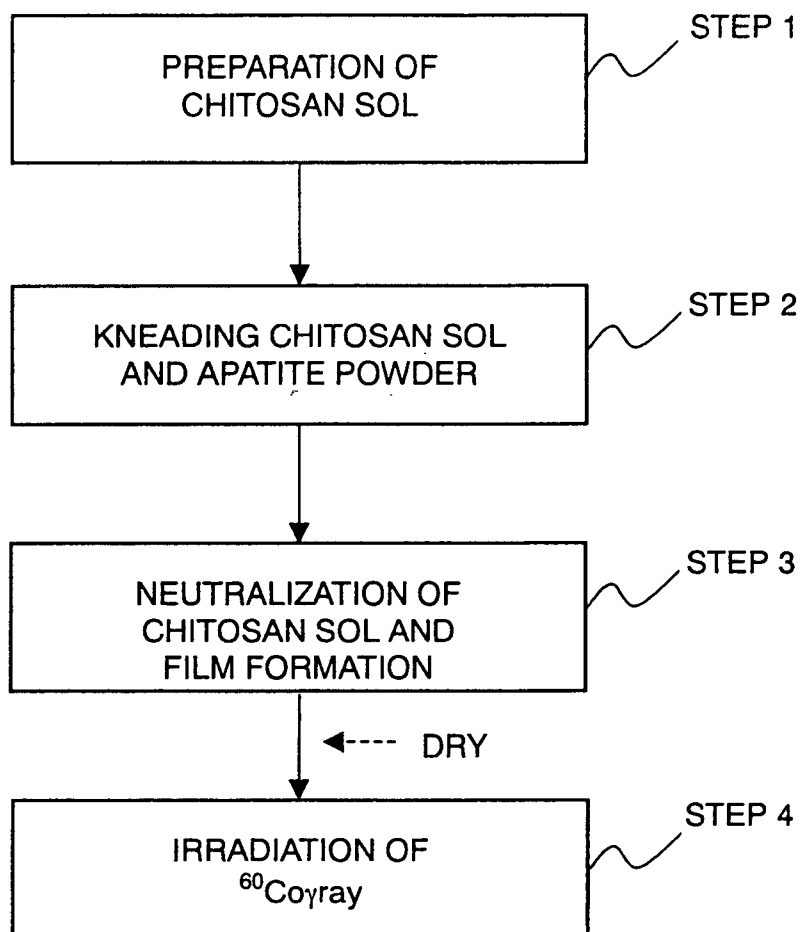 STEP 1
PREPARATION OF
CHITOSAN SOL
STEP 2
KNEADING CHITOSAN SOL
AND APATITE POWDER
STEP 3
NEUTRALIZATION OF
CHITOSAN SOL AND
FILM FORMATION
DRY
STEP 4
IRRADIATION OF
⁶⁰Coγray